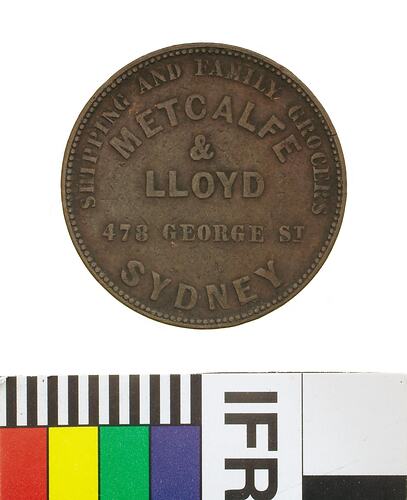 SHIPPING AND FAMILY GROCERS
METCALFE
&
LLOYD
478 GEORGE ST
SYDNEY
IFR